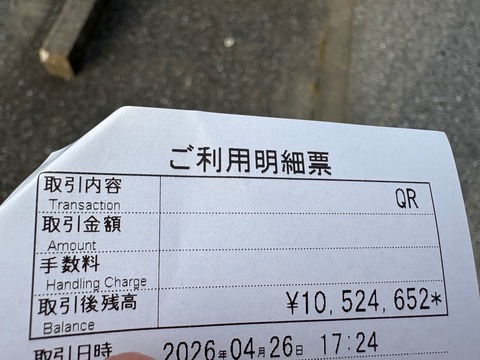 ご利用明細票
取引内容 QR
Transaction
取引金額
Amount
手数料
Handling Charge
取引後残高 ¥10,524,652*
Balance
取引日時 2026年04月26日 17:24